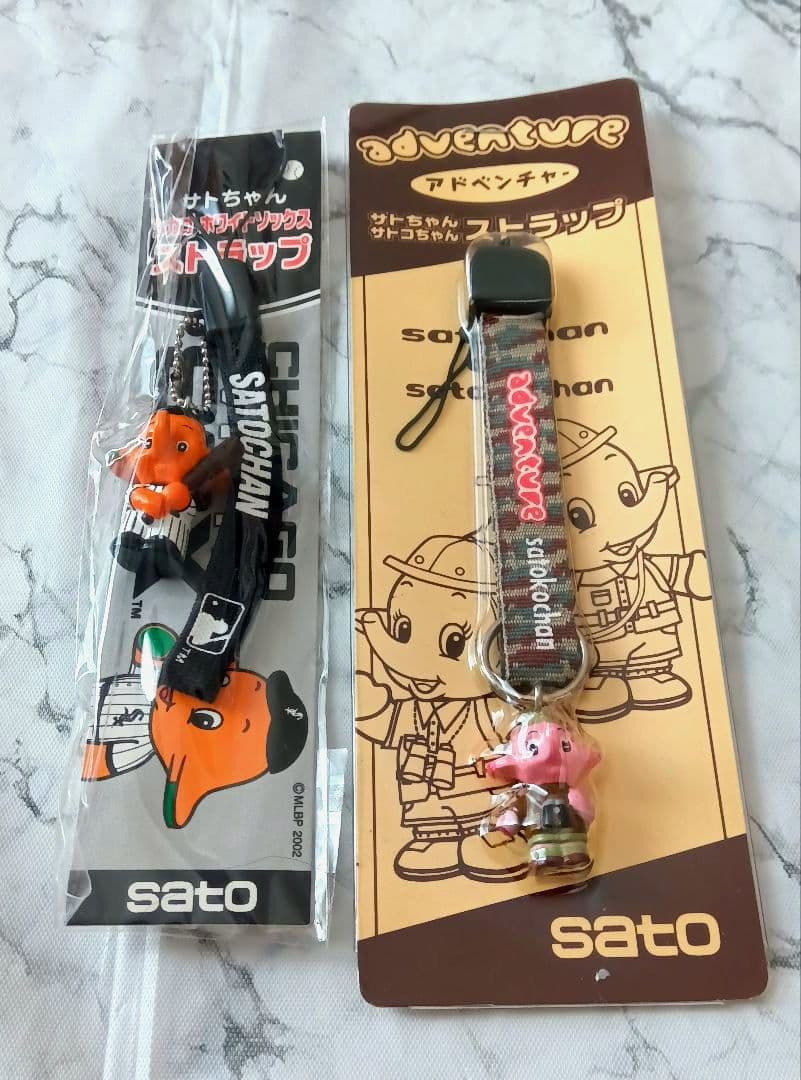 サトちゃん
ホワイトソックス
ストラップ
SATOCHAN
CHICAGO
TM
TM
©MLBP 2002
sato
adventure
アドベンチャー
サトちゃん
サトコちゃん
ストラップ
adventure
satokochan
sato